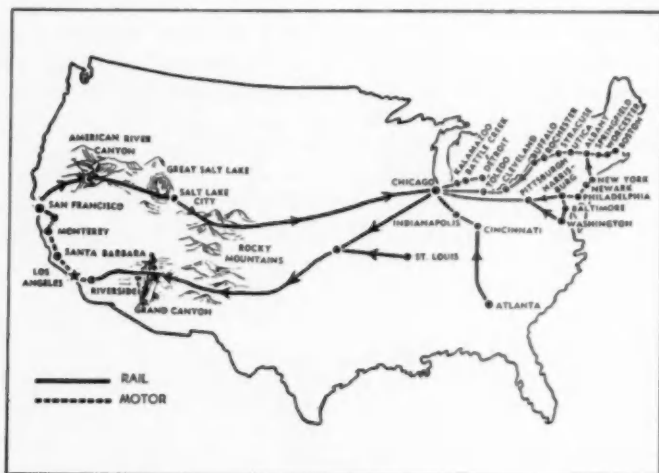 AMERICAN RIVER
CANYON
GREAT SALT LAKE
SALT LAKE
CITY
SAN FRANCISCO
MONTEREY
SANTA BARBARA
LOS
ANGELES
RIVERSIDE
GRAND CANYON
ROCKY
MOUNTAINS
CHICAGO
KALAMAZOO
BATTLE CREEK
DETROIT
TOLEDO
CLEVELAND
BUFFALO
ROCHESTER
SYRACUSE
UTICA
ALBANY
SPRINGFIELD
WORCESTER
BOSTON
PITTSBURGH
HARRIS-
BURG
NEW YORK
NEWARK
PHILADELPHIA
BALTIMORE
WASHINGTON
INDIANAPOLIS
CINCINNATI
ST. LOUIS
ATLANTA
RAIL
MOTOR